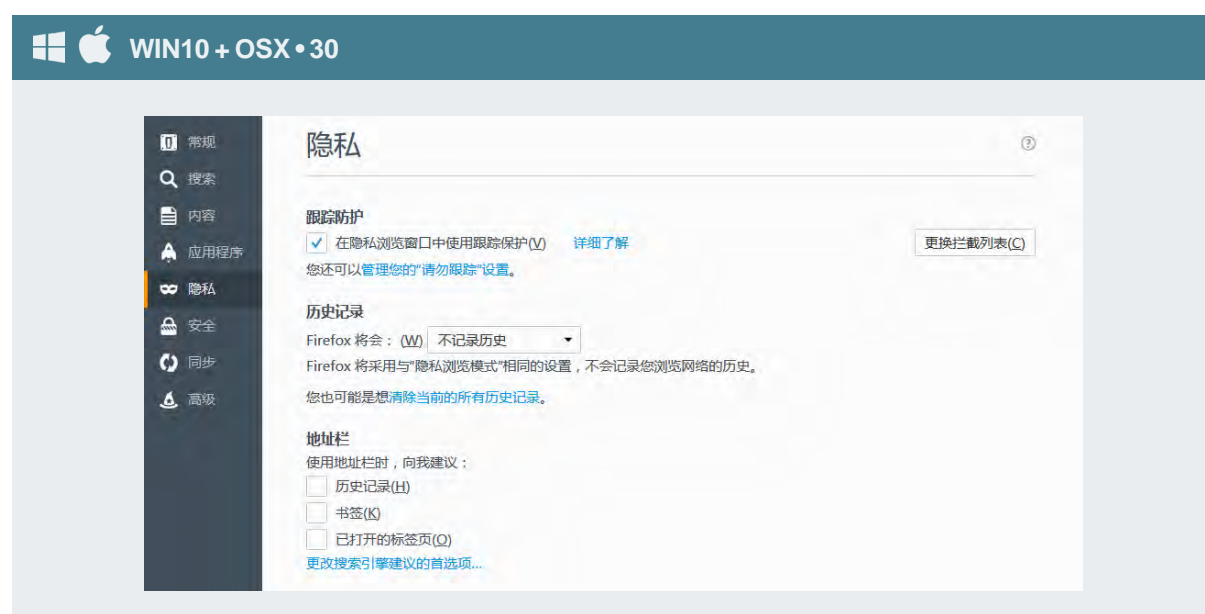 WIN10 + OSX • 30
常规
搜索
内容
应用程序
隐私
安全
同步
高级
隐私
跟踪防护
在隐私浏览窗口中使用跟踪保护(V) 详细了解 更换拦截列表(C)
您还可以管理您的"请勿跟踪"设置。
历史记录
Firefox 将会： (W) 不记录历史
Firefox 将采用与"隐私浏览模式"相同的设置，不会记录您浏览网络的历史。
您也可能是想清除当前的所有历史记录。
地址栏
使用地址栏时，向我建议：
历史记录(H)
书签(K)
已打开的标签页(O)
更改搜索引擎建议的首选项...